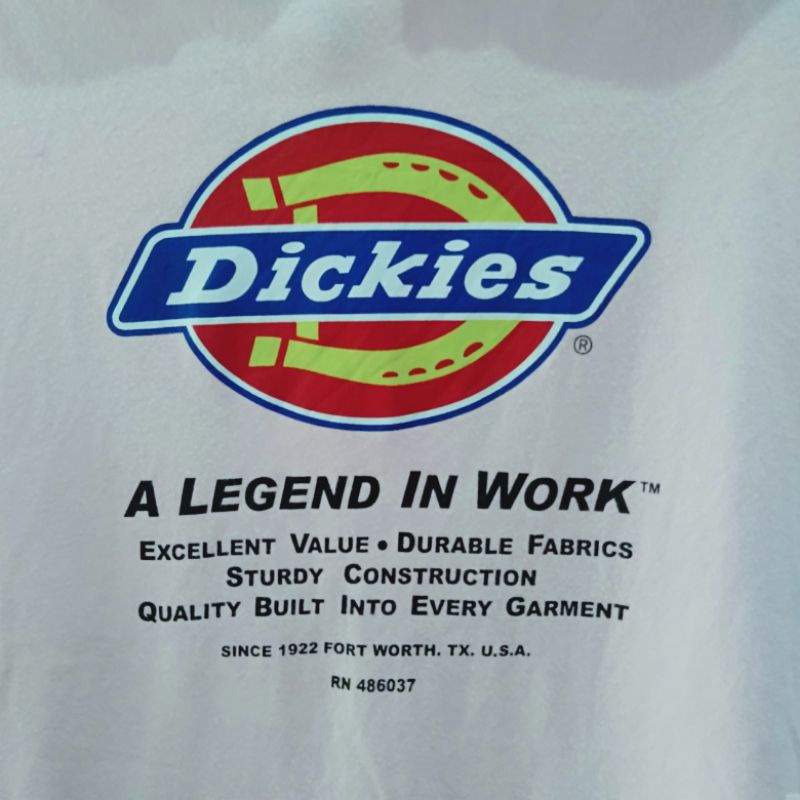 Dickies
®
A LEGEND IN WORK™
EXCELLENT VALUE • DURABLE FABRICS
STURDY CONSTRUCTION
QUALITY BUILT INTO EVERY GARMENT
SINCE 1922 FORT WORTH. TX. U.S.A.
RN 486037